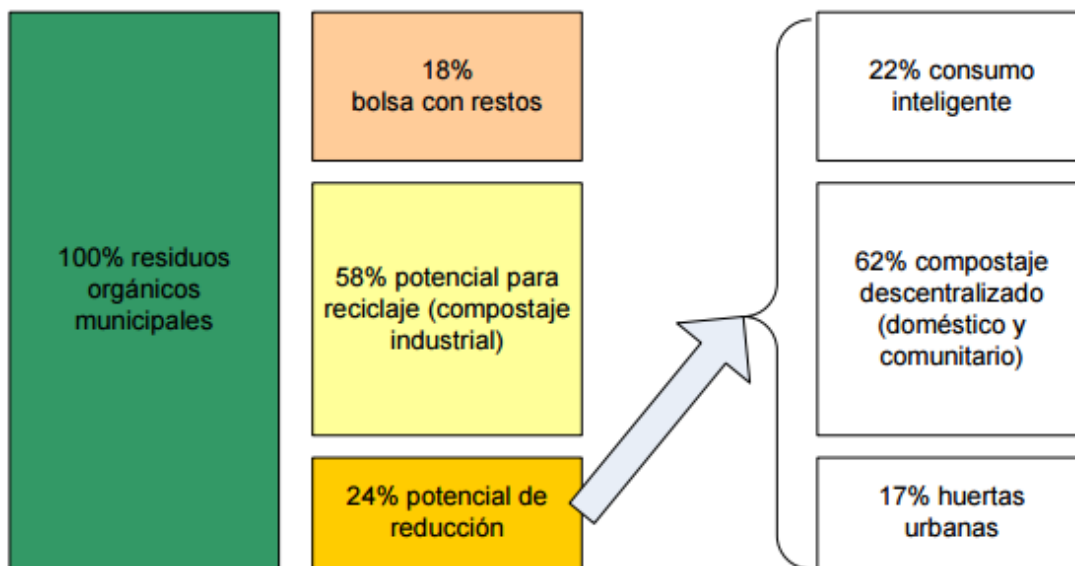 100% residuos
orgánicos
municipales
18%
bolsa con restos
58% potencial para
reciclaje (compostaje
industrial)
24% potencial de
reducción
22% consumo
inteligente
62% compostaje
descentralizado
(doméstico y
comunitario)
17% huertas
urbanas